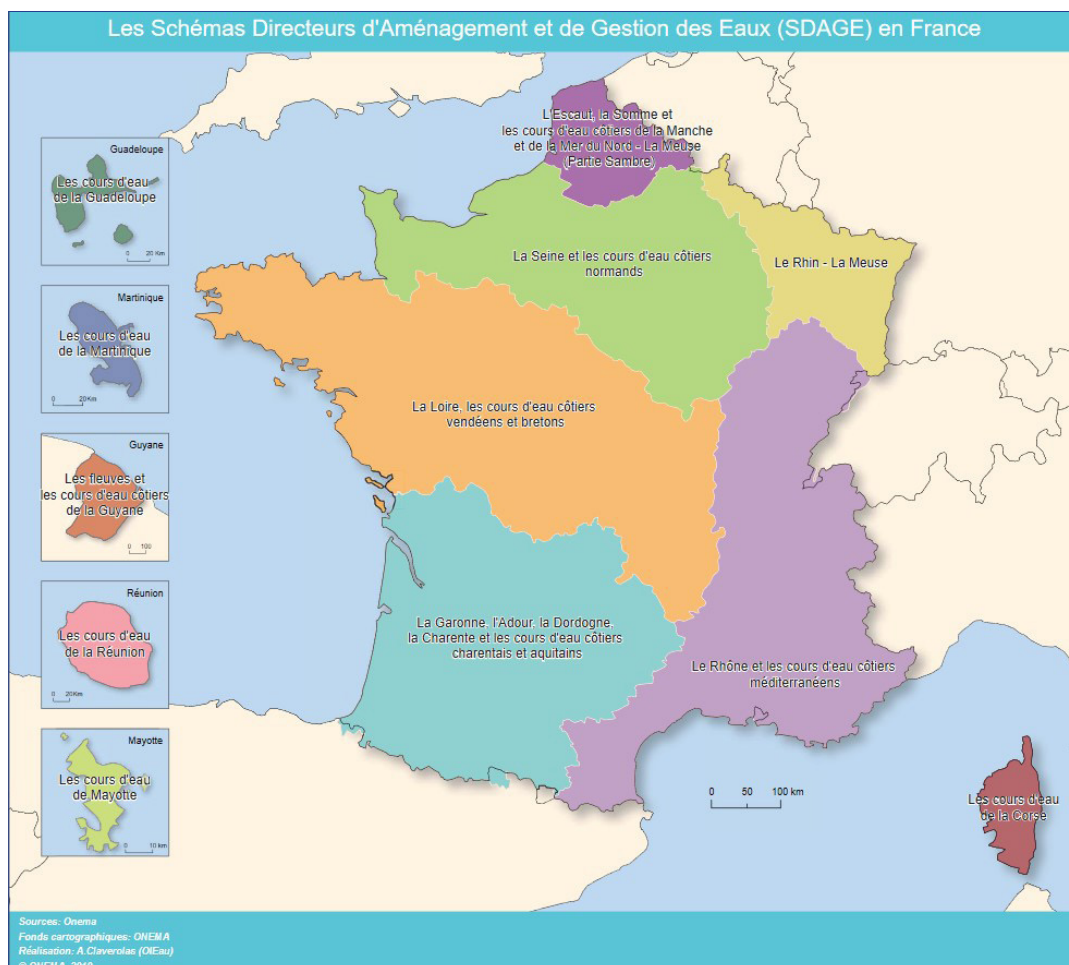 Les Schémas Directeurs d'Aménagement et de Gestion des Eaux (SDAGE) en France
L'Escaut, la Somme et
les cours d'eau côtiers de la Manche
et de la Mer du Nord - La Meuse
(Partie Sambre)
Guadeloupe
Les cours d'eau
de la Guadeloupe
0 20 Km
La Seine et les cours d'eau côtiers
normands
Le Rhin - La Meuse
Martinique
Les cours d'eau
de la Martinique
0 20Km
La Loire, les cours d'eau côtiers
vendéens et bretons
Guyane
Les fleuves et
les cours d'eau côtiers
de la Guyane
0 100
Réunion
Les cours d'eau
de la Réunion
0 20Km
La Garonne, l'Adour, la Dordogne,
la Charente et les cours d'eau côtiers
charentais et aquitains
Le Rhône et les cours d'eau côtiers
méditerranéens
Mayotte
Les cours d'eau
de Mayotte
0 10 km
0 50 100 km
Les cours d'eau
de la Corse
Sources: Onema
Fonds cartographiques: ONEMA
Réalisation: A.Claverolas (OIEau)
© ONEMA,